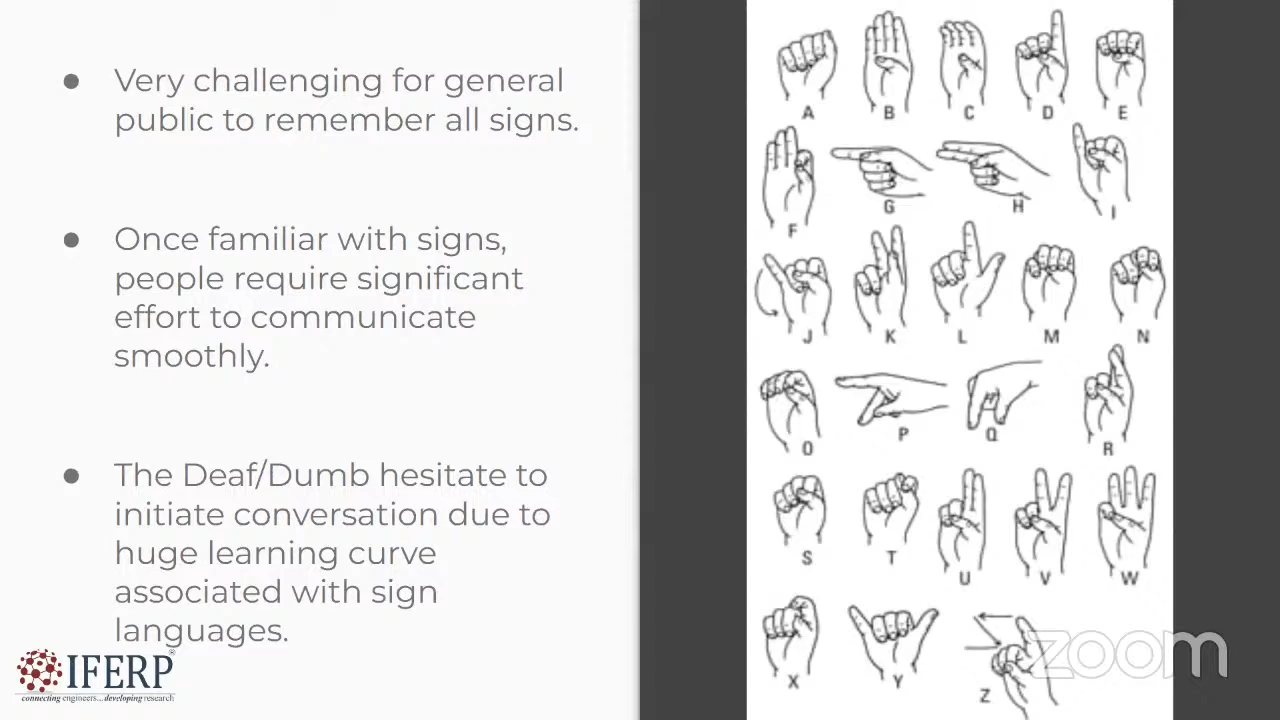 ● Very challenging for general
public to remember all signs.
● Once familiar with signs,
people require significant
effort to communicate
smoothly.
● The Deaf/Dumb hesitate to
initiate conversation due to
huge learning curve
associated with sign
languages.
IFERP®
connecting engineers... developing research
A B C D E
F G H I
J K L M N
O P Q R
S T U V W
X Y Z
zoom